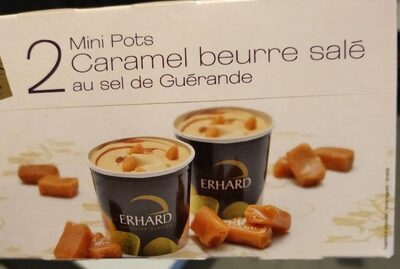 2 Mini Pots
Caramel beurre salé
au sel de Guérande
ERHARD
ERHARD